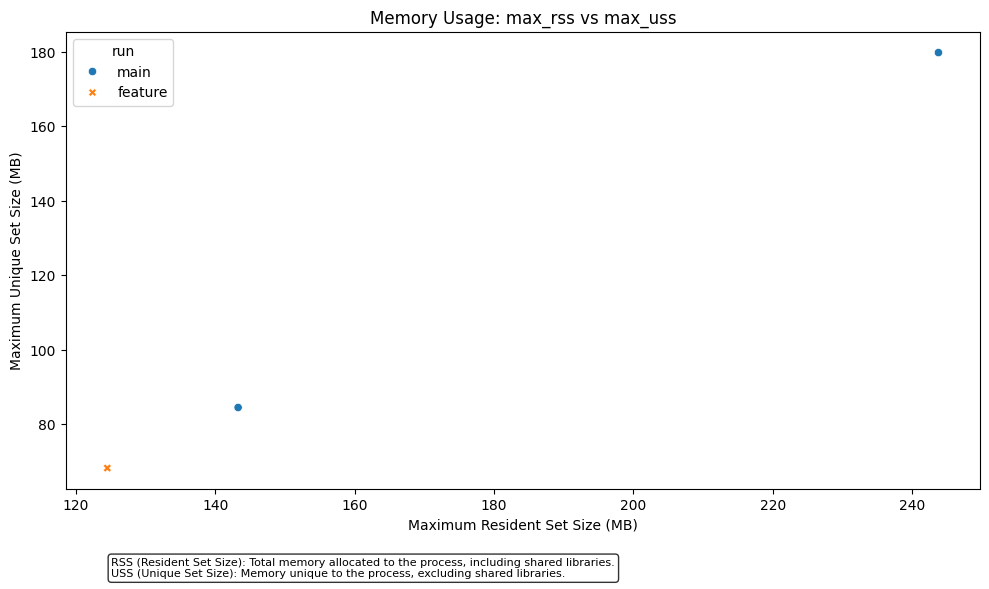 Memory Usage: max_rss vs max_uss
run
main
feature
Maximum Unique Set Size (MB)
180
160
140
120
100
80
120
140
160
180
200
220
240
Maximum Resident Set Size (MB)
RSS (Resident Set Size): Total memory allocated to the process, including shared libraries.
USS (Unique Set Size): Memory unique to the process, excluding shared libraries.